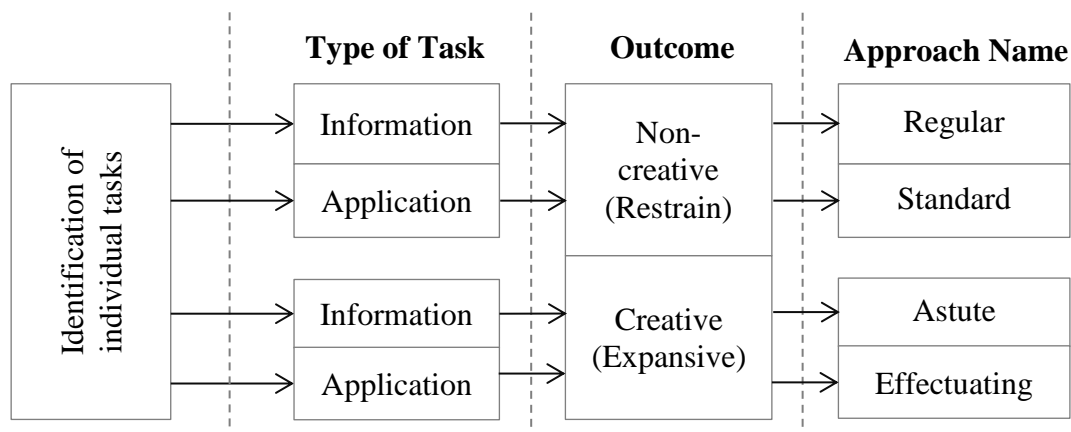 Type of Task
Outcome
Approach Name
Identification of
individual tasks
Information
Application
Information
Application
Non-
creative
(Restrain)
Creative
(Expansive)
Regular
Standard
Astute
Effectuating